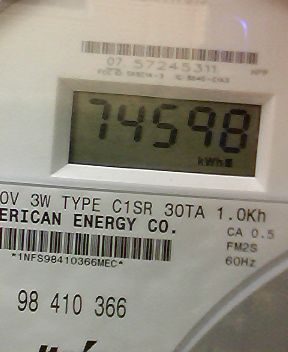 07 57245311
74598
kWh
0V 3W TYPE C1SR 30TA 1.0Kh
ERICAN ENERGY CO.
CA 0.5
FM2S
60Hz
*1NFS98410366MEC*
98 410 366